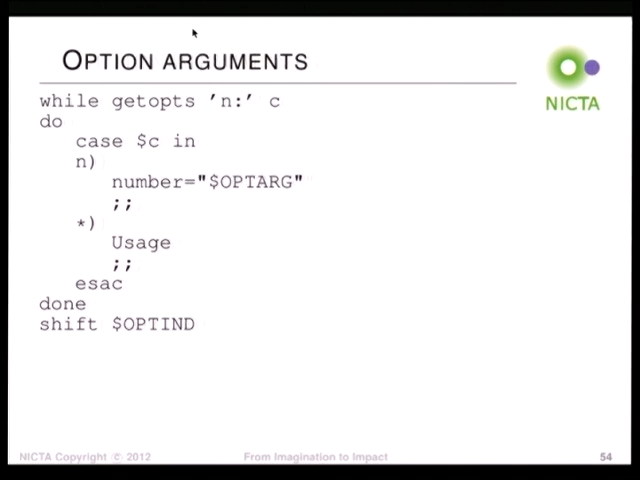 OPTION ARGUMENTS
NICTA
while getopts ’n:’ c
do
case $c in
n)
number="$OPTARG"
;;
*)
Usage
;;
esac
done
shift $OPTIND
NICTA Copyright © 2012
From Imagination to Impact
54